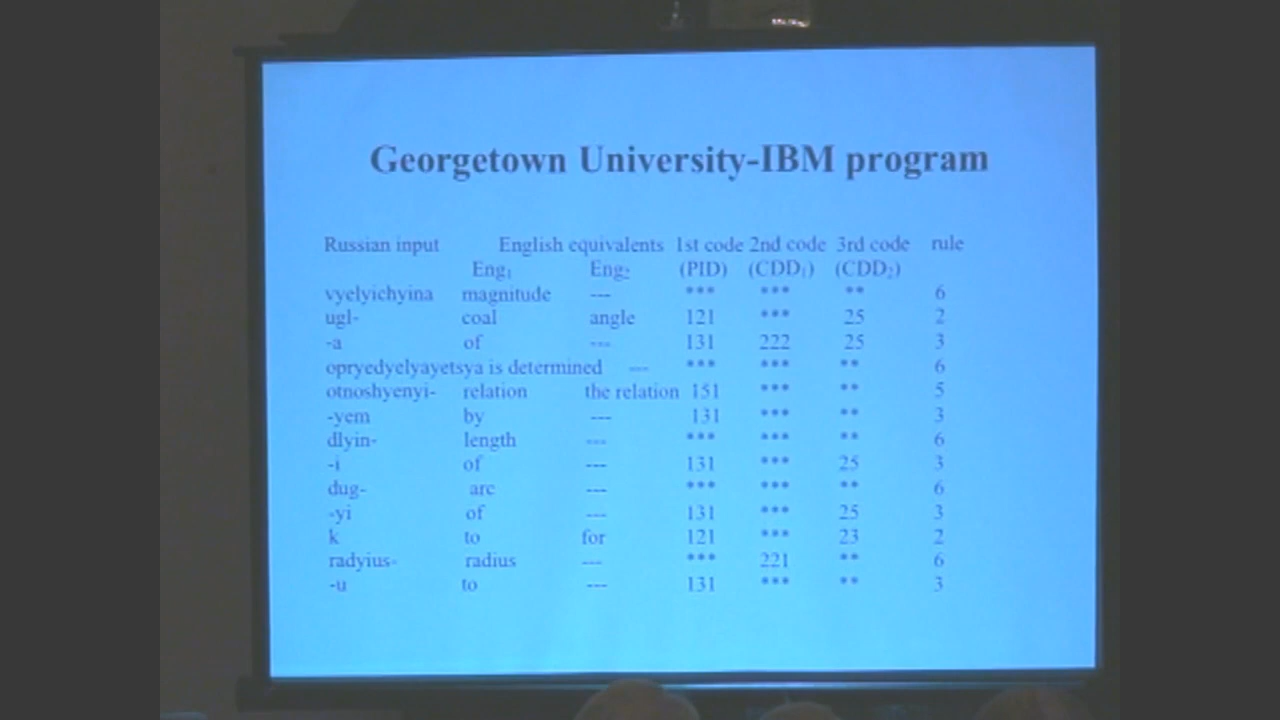 Georgetown University-IBM program
Russian input English equivalents 1st code 2nd code 3rd code rule
Eng₁ Eng₂ (PID) (CDD₁) (CDD₂)
vyelyichyina magnitude --- *** *** ** 6
ugl- coal angle 121 *** 25 2
-a of --- 131 222 25 3
opryedyelyayetsya is determined --- *** *** ** 6
otnoshyenyi- relation the relation 151 *** ** 5
-yem by --- 131 *** ** 3
dlyin- length --- *** *** ** 6
-i of --- 131 *** 25 3
dug- arc --- *** *** ** 6
-yi of --- 131 *** 25 3
k to for 121 *** 23 2
radyius- radius --- *** 221 ** 6
-u to --- 131 *** ** 3